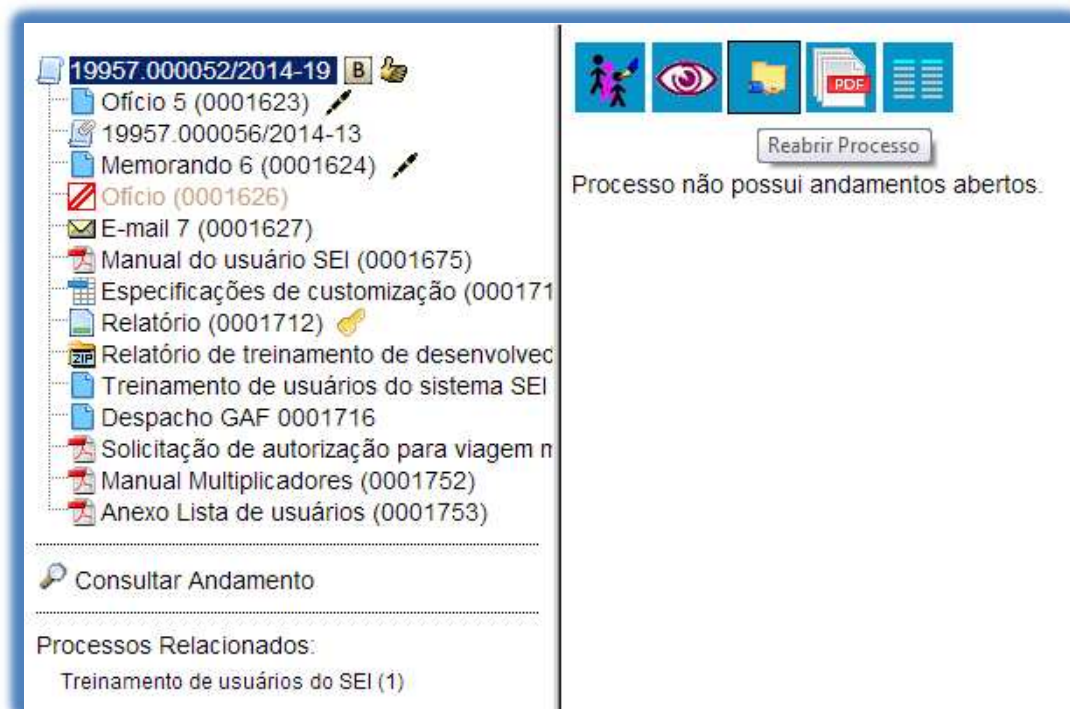 19957.000052/2014-19 B
Ofício 5 (0001623)
19957.000056/2014-13
Memorando 6 (0001624)
Ofício (0001626)
E-mail 7 (0001627)
Manual do usuário SEI (0001675)
Especificações de customização (000171
Relatório (0001712)
ZIP Relatório de treinamento de desenvolvec
Treinamento de usuários do sistema SEI
Despacho GAF 0001716
Solicitação de autorização para viagem n
Manual Multiplicadores (0001752)
Anexo Lista de usuários (0001753)
Consultar Andamento
Processos Relacionados:
Treinamento de usuários do SEI (1)
PDF
Reabrir Processo
Processo não possui andamentos abertos.